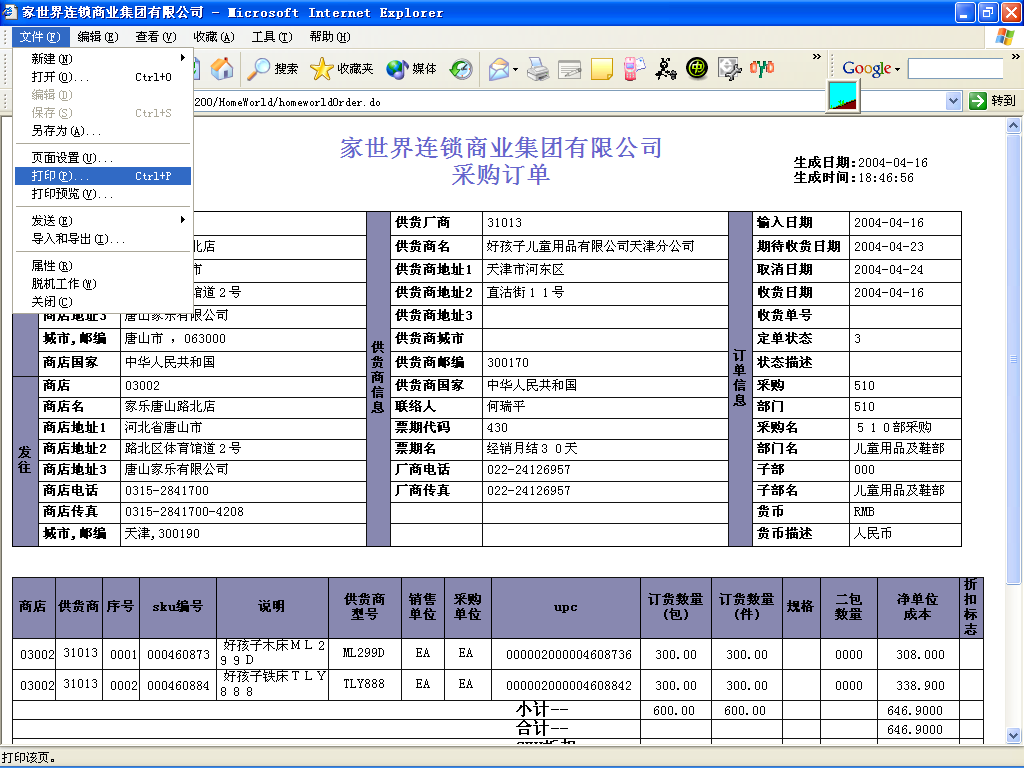 家世界连锁商业集团有限公司 - Microsoft Internet Explorer
文件(F) 编辑(E) 查看(V) 收藏(A) 工具(T) 帮助(H)
新建(N)
打开(O)... Ctrl+O
编辑(D)
保存(S) Ctrl+S
另存为(A)...
页面设置(U)...
打印(P)... Ctrl+P
打印预览(V)...
发送(E)
导入和导出(I)...
属性(R)
脱机工作(W)
关闭(C)
搜索 收藏夹 媒体 Google
200/HomeWorld/homeworldOrder.do 转到
家世界连锁商业集团有限公司
采购订单
生成日期:2004-04-16
生成时间:18:46:56
供货厂商 31013 输入日期 2004-04-16
北店 供货商名 好孩子儿童用品有限公司天津分公司 期待收货日期 2004-04-23
市 供货商地址1 天津市河东区 取消日期 2004-04-24
馆道２号 供货商地址2 直沽街１１号 收货日期 2004-04-16
商店地址3 唐山家乐有限公司 供货商地址3 收货单号
城市,邮编 唐山市 ，063000 供货商城市 定单状态 3
商店国家 中华人民共和国 供货商邮编 300170 状态描述
供货商信息
订单信息
发往
商店 03002 供货商国家 中华人民共和国 采购 510
商店名 家乐唐山路北店 联络人 何瑞平 部门 510
商店地址1 河北省唐山市 票期代码 430 采购名 ５１０部采购
商店地址2 路北区体育馆道２号 票期名 经销月结３０天 部门名 儿童用品及鞋部
商店地址3 唐山家乐有限公司 厂商电话 022-24126957 子部 000
商店电话 0315-2841700 厂商传真 022-24126957 子部名 儿童用品及鞋部
商店传真 0315-2841700-4208 货币 RMB
城市,邮编 天津,300190 货币描述 人民币
商店 供货商 序号 sku编号 说明 供货商型号 销售单位 采购单位 upc 订货数量(包) 订货数量(件) 规格 二包数量 净单位成本 折扣标志
03002 31013 0001 000460873 好孩子木床ＭＬ２９９Ｄ ML299D EA EA 000002000004608736 300.00 300.00 0000 308.000
03002 31013 0002 000460884 好孩子铁床ＴＬＹ８８８ TLY888 EA EA 000002000004608842 300.00 300.00 0000 338.900
小计-- 600.00 600.00 646.9000
合计-- 646.9000
打印该页。